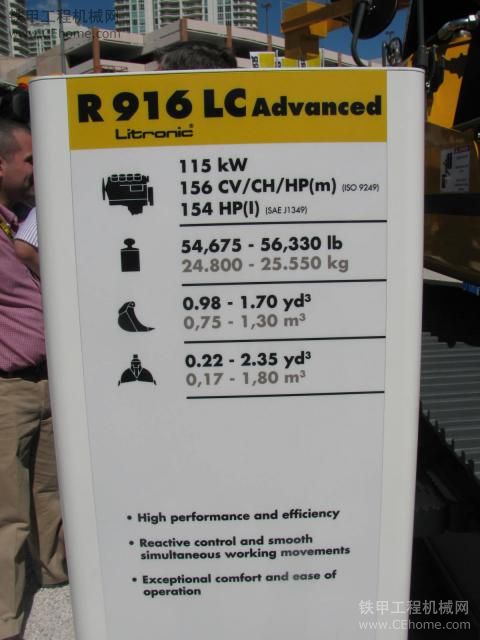 铁甲工程机械网
www.CEhome.com
R 916 LC Advanced
Litronic®
115 kW
156 CV/CH/HP(m) (ISO 9249)
154 HP(I) (SAE J1349)
54,675 - 56,330 lb
24.800 - 25.550 kg
0.98 - 1.70 yd³
0,75 - 1,30 m³
0.22 - 2.35 yd³
0,17 - 1,80 m³
• High performance and efficiency
• Reactive control and smooth
simultaneous working movements
• Exceptional comfort and ease of
operation
铁甲工程机械网
www.CEhome.com